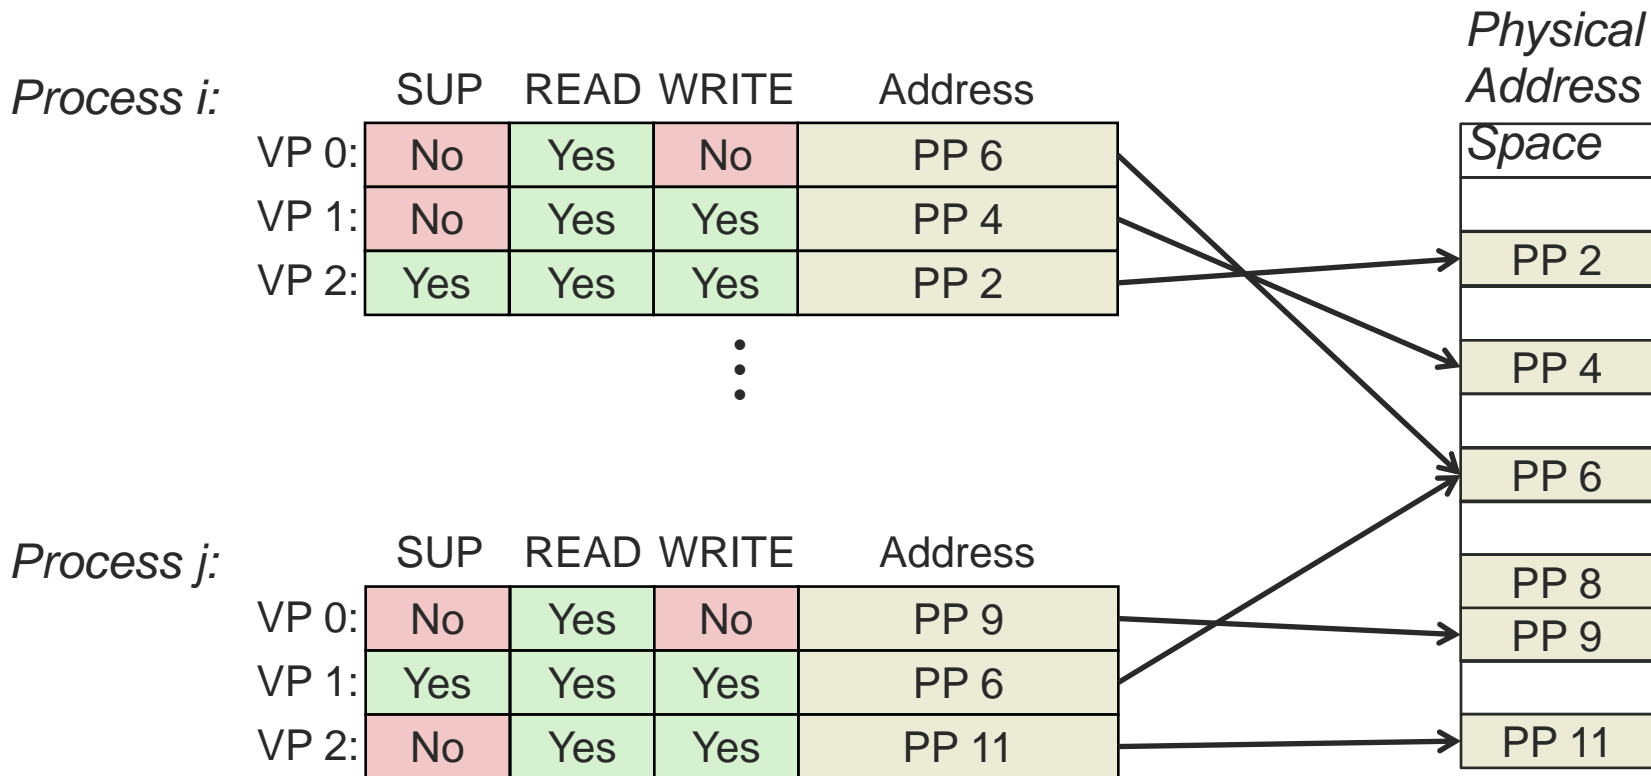 Process i:
SUP READ WRITE Address
VP 0: No Yes No PP 6
VP 1: No Yes Yes PP 4
VP 2: Yes Yes Yes PP 2
Process j:
SUP READ WRITE Address
VP 0: No Yes No PP 9
VP 1: Yes Yes Yes PP 6
VP 2: No Yes Yes PP 11
Physical
Address
Space
PP 2
PP 4
PP 6
PP 8
PP 9
PP 11